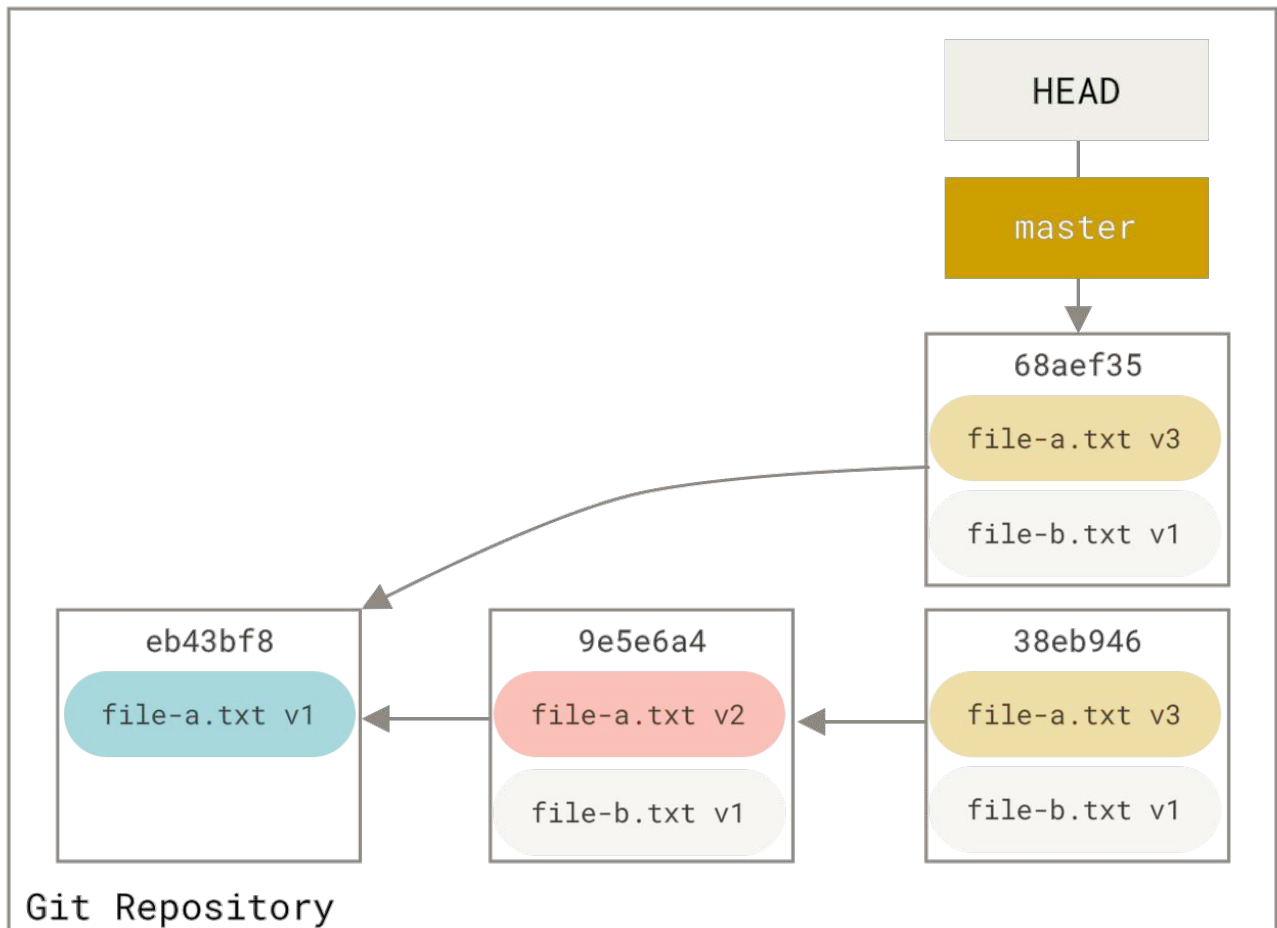 HEAD
master
68aef35
file-a.txt v3
file-b.txt v1
eb43bf8
file-a.txt v1
9e5e6a4
file-a.txt v2
file-b.txt v1
38eb946
file-a.txt v3
file-b.txt v1
Git Repository